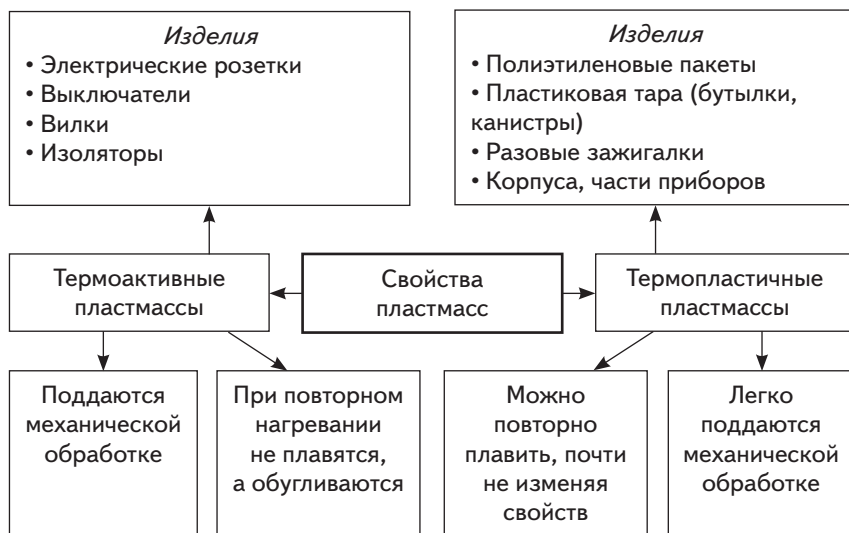 Изделия
• Электрические розетки
• Выключатели
• Вилки
• Изоляторы
Изделия
• Полиэтиленовые пакеты
• Пластиковая тара (бутылки,
канистры)
• Разовые зажигалки
• Корпуса, части приборов
Термоактивные
пластмассы
Свойства
пластмасс
Термопластичные
пластмассы
Поддаются
механической
обработке
При повторном
нагревании
не плавятся,
а обугливаются
Можно
повторно
плавить, почти
не изменяя
свойств
Легко
поддаются
механической
обработке